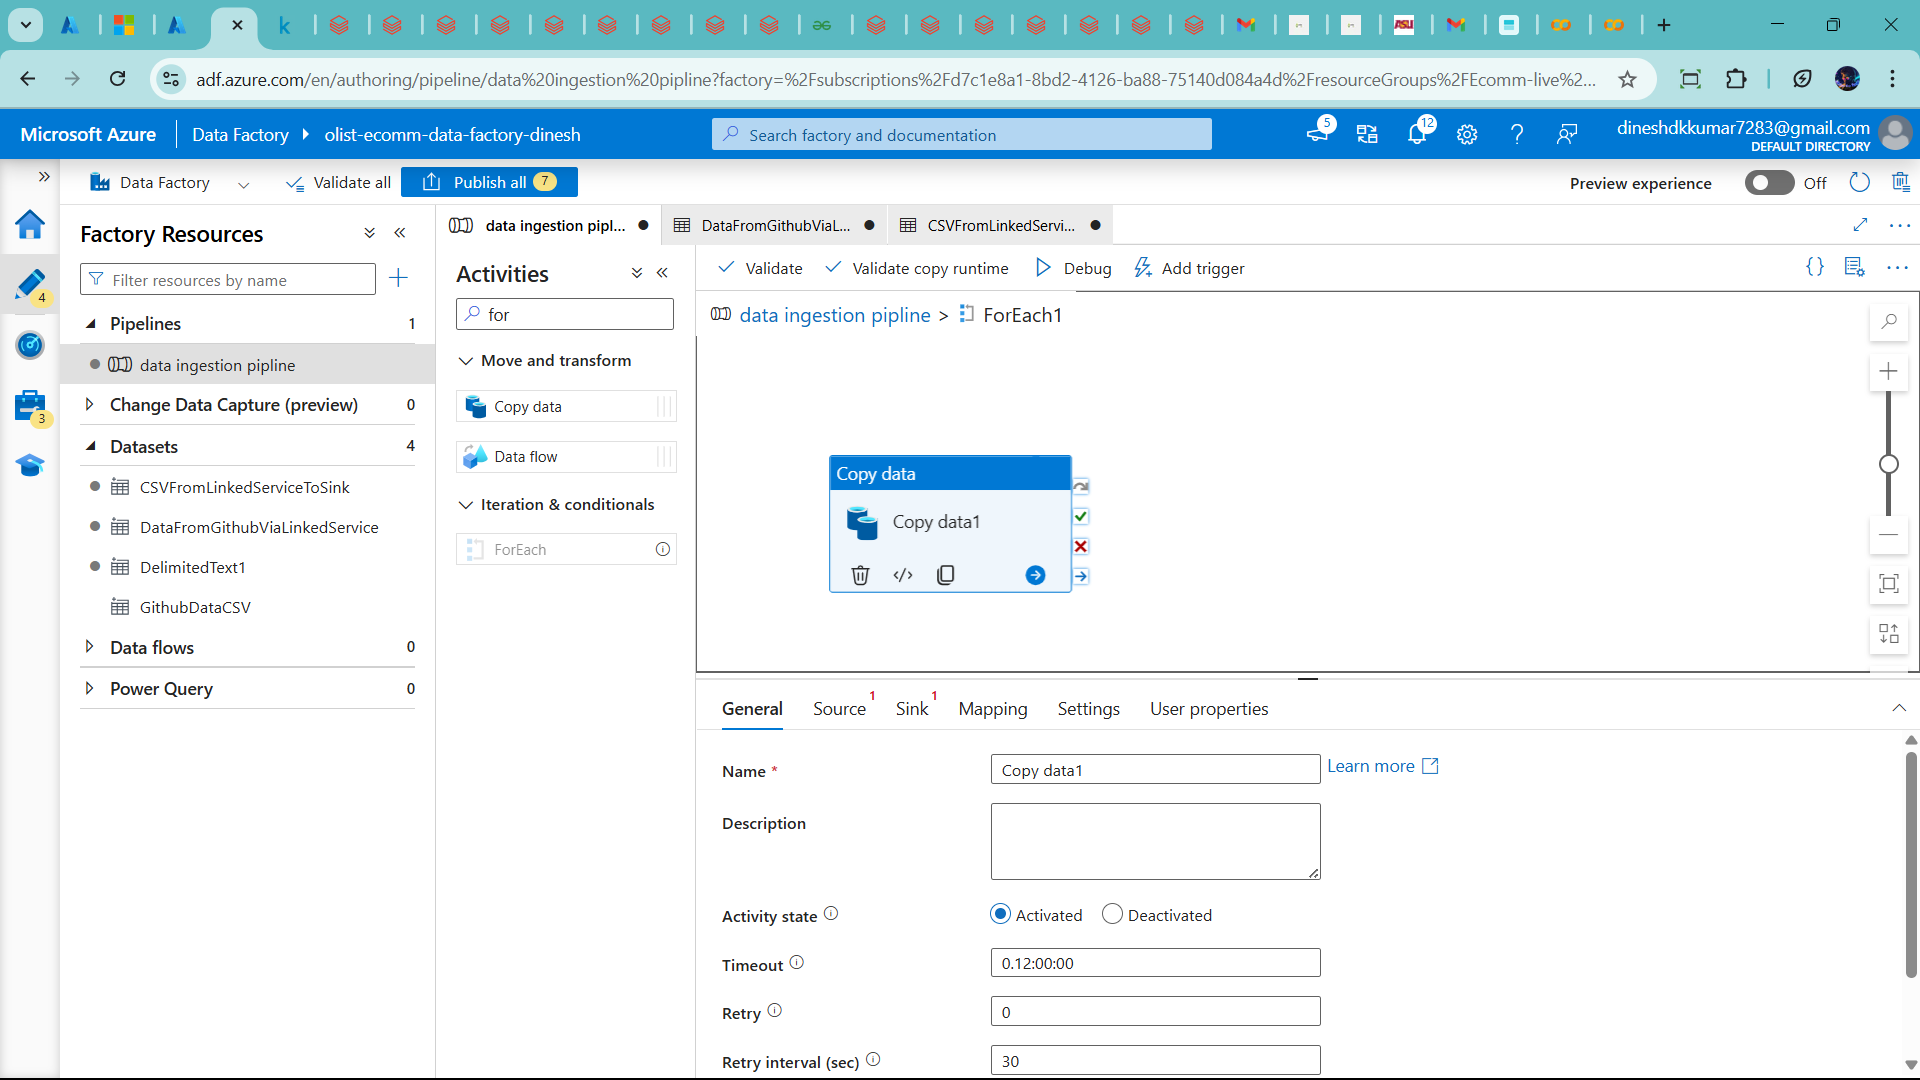 adf.azure.com/en/authoring/pipeline/data%20ingestion%20pipline?factory=%2Fsubscriptions%2Fd7c1e8a1-8bd2-4126-ba88-75140d084a4d%2FresourceGroups%2FEcomm-live%2...
Microsoft Azure
Data Factory
olist-ecomm-data-factory-dinesh
Search factory and documentation
5
12
dineshdkkumar7283@gmail.com
DEFAULT DIRECTORY
Data Factory
Validate all
Publish all 7
Preview experience
Off
4
3
Factory Resources
Filter resources by name
Pipelines 1
data ingestion pipline
Change Data Capture (preview) 0
Datasets 4
CSVFromLinkedServiceToSink
DataFromGithubViaLinkedService
DelimitedText1
GithubDataCSV
Data flows 0
Power Query 0
data ingestion pipl...
DataFromGithubViaL...
CSVFromLinkedServi...
Activities
for
Move and transform
Copy data
Data flow
Iteration & conditionals
ForEach
Validate
Validate copy runtime
Debug
Add trigger
data ingestion pipline > ForEach1
Copy data
Copy data1
General
Source 1
Sink 1
Mapping
Settings
User properties
Name *
Copy data1
Learn more
Description
Activity state
Activated
Deactivated
Timeout
0.12:00:00
Retry
0
Retry interval (sec)
30